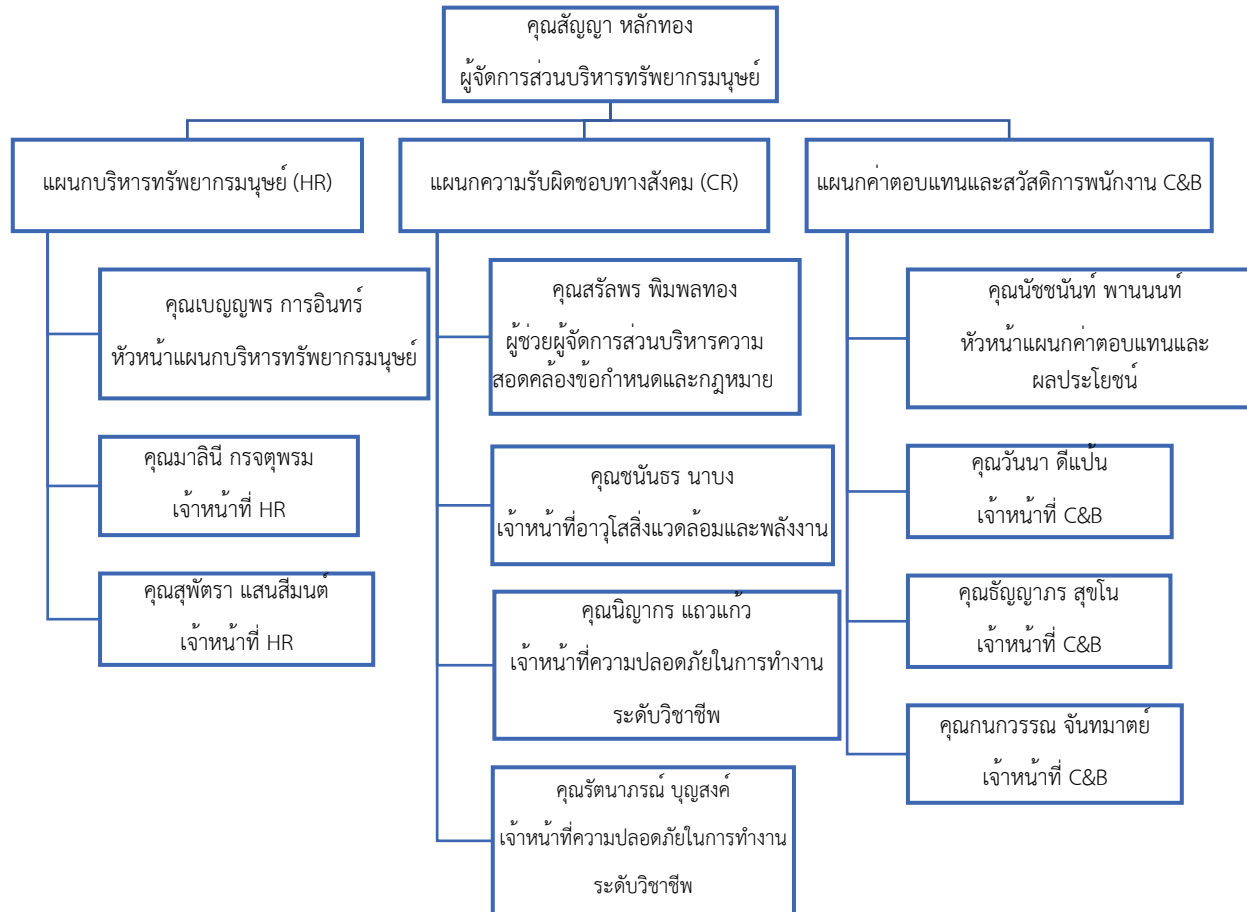 คุณสัญญา หลักทอง
ผู้จัดการส่วนบริหารทรัพยากรมนุษย์
แผนกบริหารทรัพยากรมนุษย์ (HR)
คุณเบญญพร การอินทร์
หัวหน้าแผนกบริหารทรัพยากรมนุษย์
คุณมาลินี กรจตุพรม
เจ้าหน้าที่ HR
คุณสุพัตรา แสนสีมนต์
เจ้าหน้าที่ HR
แผนกความรับผิดชอบทางสังคม (CR)
คุณสรัลพร พิมพลทอง
ผู้ช่วยผู้จัดการส่วนบริหารความ
สอดคล้องข้อกำหนดและกฎหมาย
คุณชนันธร นาบง
เจ้าหน้าที่อาวุโสสิ่งแวดล้อมและพลังงาน
คุณนิญากร แถวแก้ว
เจ้าหน้าที่ความปลอดภัยในการทำงาน
ระดับวิชาชีพ
คุณรัตนาภรณ์ บุญสงค์
เจ้าหน้าที่ความปลอดภัยในการทำงาน
ระดับวิชาชีพ
แผนกค่าตอบแทนและสวัสดิการพนักงาน C&B
คุณนัชชนันท์ พานนนท์
หัวหน้าแผนกค่าตอบแทนและ
ผลประโยชน์
คุณวันนา ดีแป้น
เจ้าหน้าที่ C&B
คุณธัญญาภร สุขโน
เจ้าหน้าที่ C&B
คุณกนกวรรณ จันทมาตย์
เจ้าหน้าที่ C&B